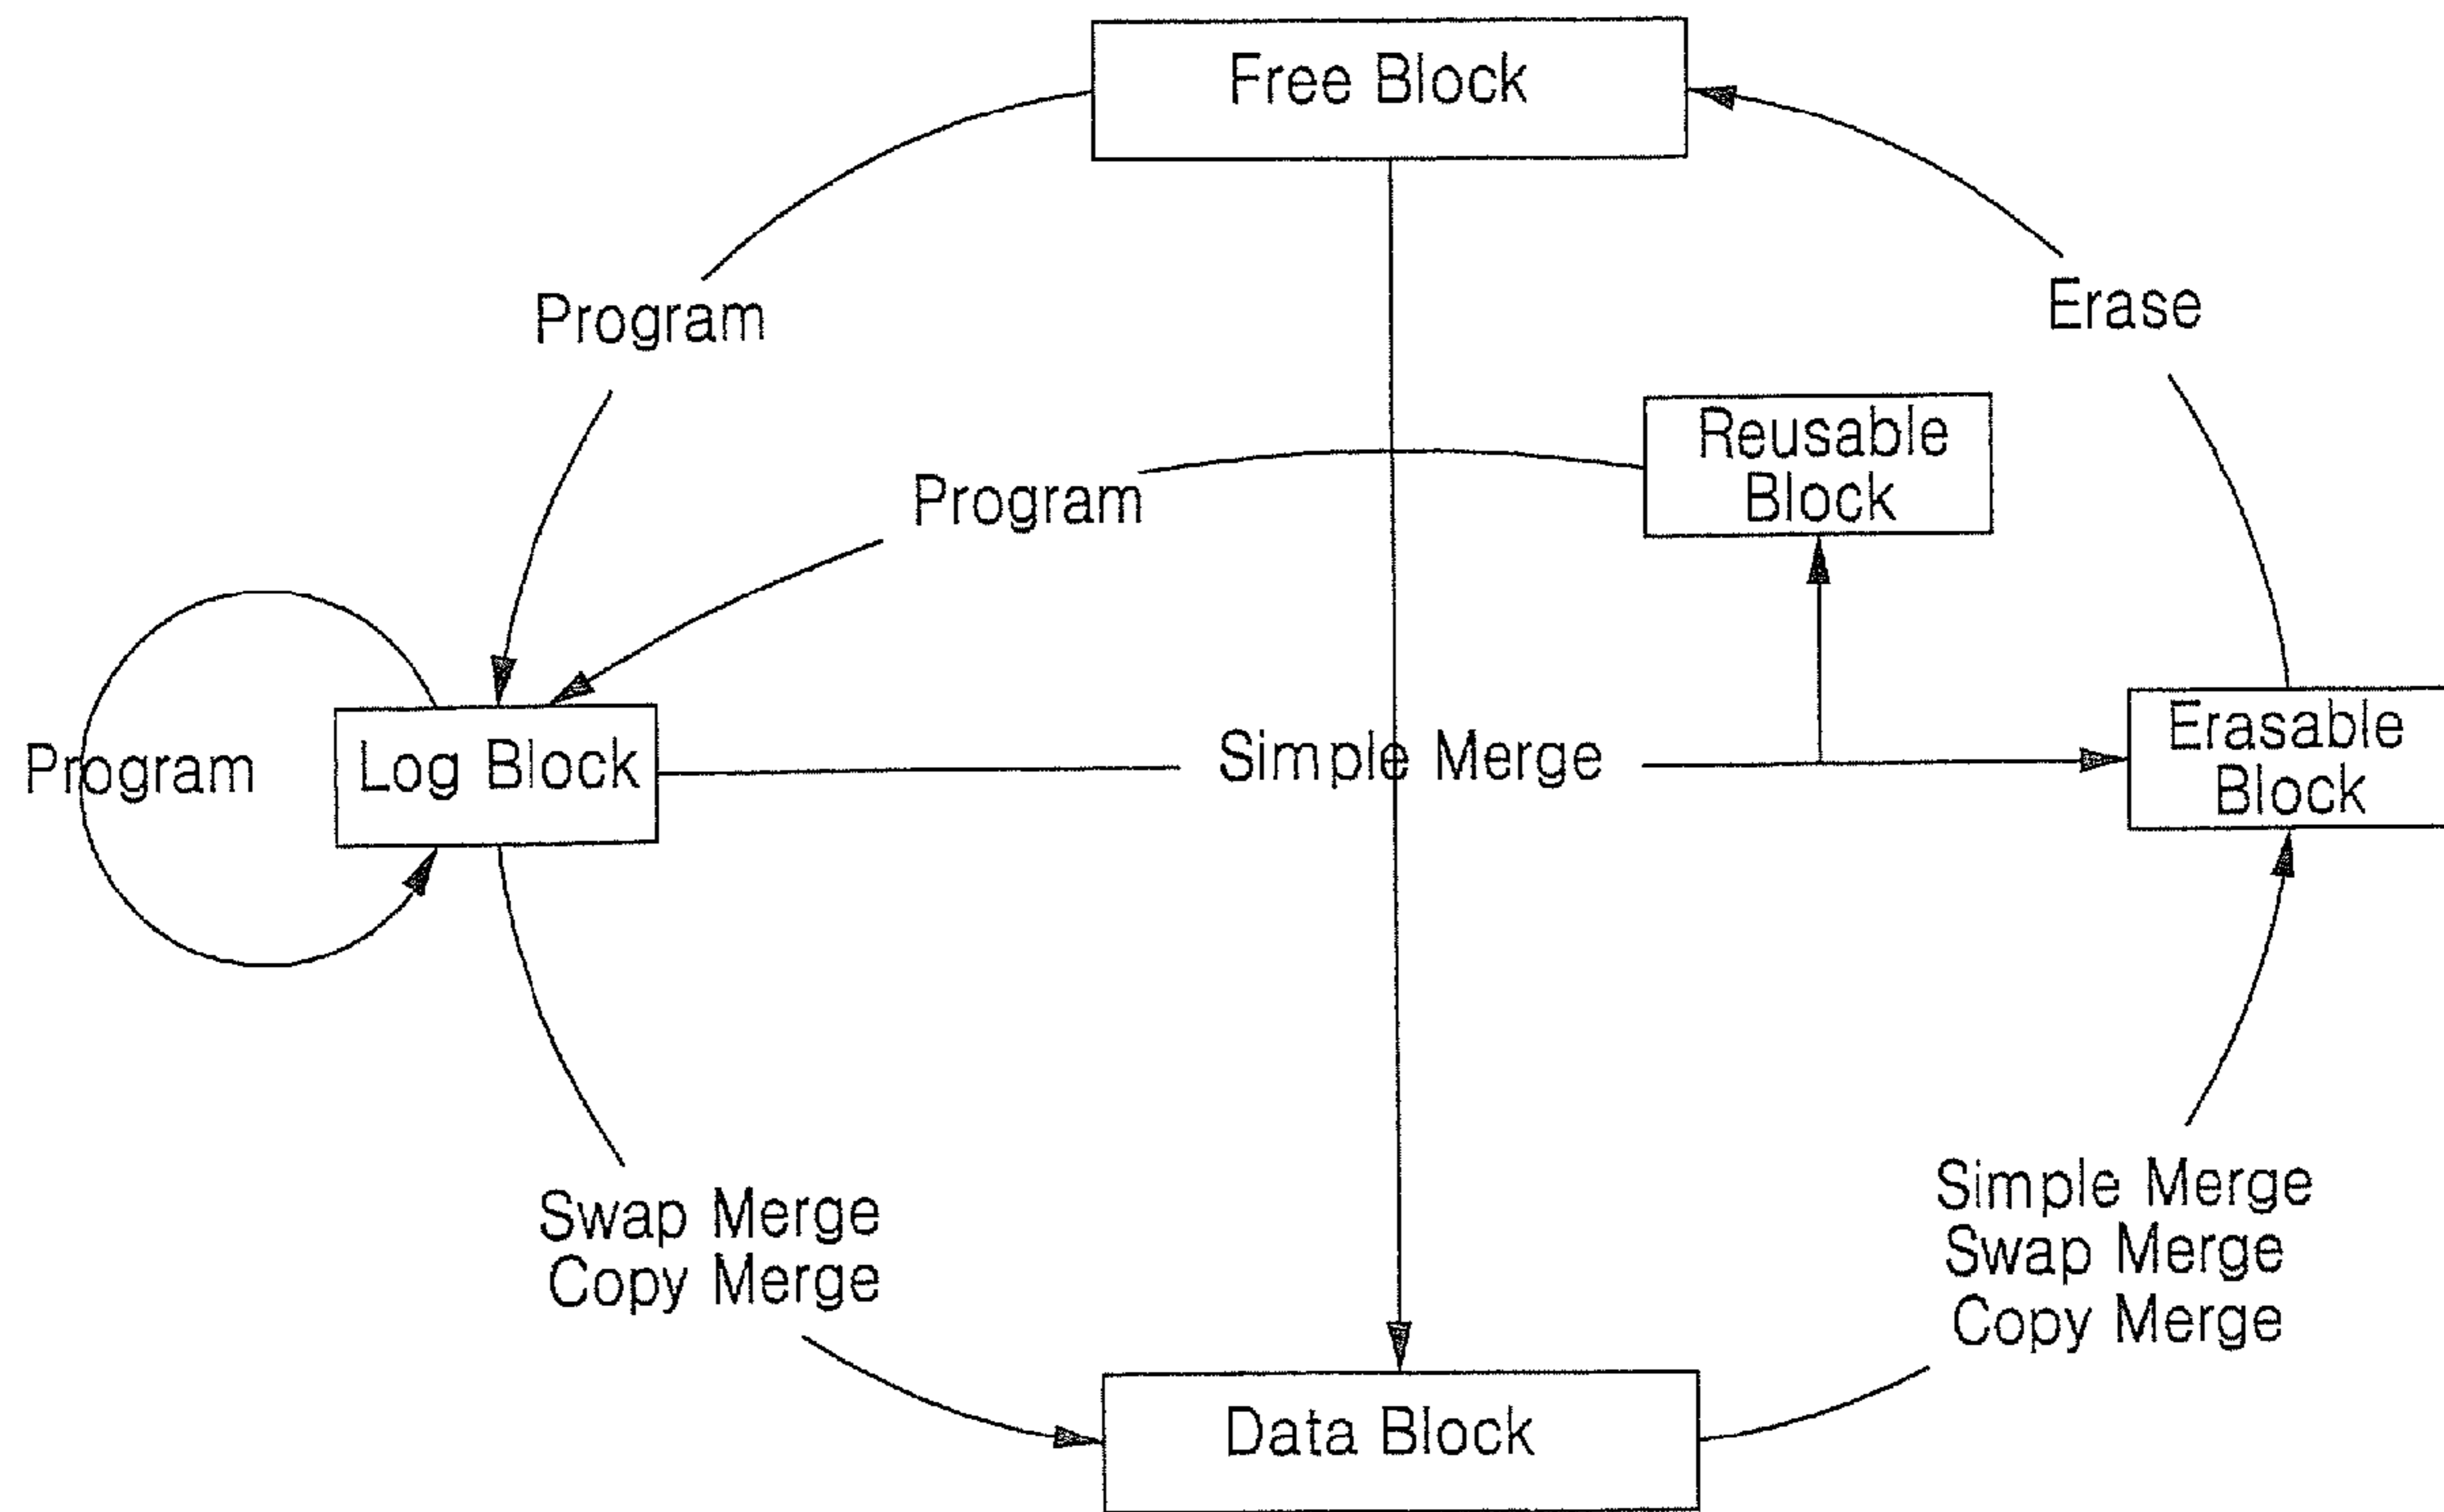 Free Block
Program
Erase
Reusable
Block
Program
Program
Log Block
Simple Merge
Erasable
Block
Swap Merge
Copy Merge
Simple Merge
Swap Merge
Copy Merge
Data Block